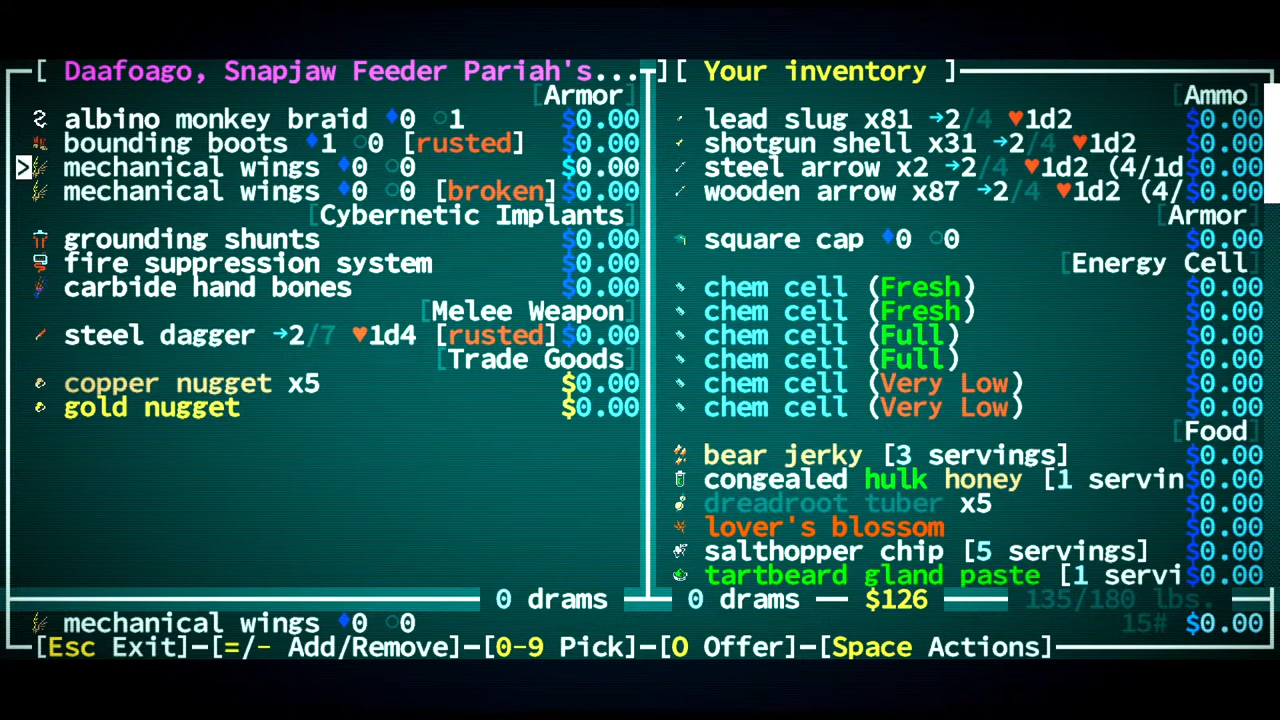 [ Daafoago, Snapjaw Feeder Pariah's...
[Armor]
albino monkey braid ♦0 ○1 $0.00
bounding boots ♦1 ○0 [rusted] $0.00
> mechanical wings ♦0 ○0 $0.00
mechanical wings ♦0 ○0 [broken] $0.00
[Cybernetic Implants]
grounding shunts $0.00
fire suppression system $0.00
carbide hand bones $0.00
[Melee Weapon]
steel dagger →2/7 ♥1d4 [rusted] $0.00
[Trade Goods]
copper nugget x5 $0.00
gold nugget $0.00
0 drams
][ Your inventory ]
[Ammo]
lead slug x81 →2/4 ♥1d2 $0.00
shotgun shell x31 →2/4 ♥1d2 $0.00
steel arrow x2 →2/4 ♥1d2 (4/1d $0.00
wooden arrow x87 →2/4 ♥1d2 (4/ $0.00
[Armor]
square cap ♦0 ○0 $0.00
[Energy Cell]
chem cell (Fresh) $0.00
chem cell (Fresh) $0.00
chem cell (Full) $0.00
chem cell (Full) $0.00
chem cell (Very Low) $0.00
chem cell (Very Low) $0.00
[Food]
bear jerky [3 servings] $0.00
congealed hulk honey [1 servin $0.00
dreadroot tuber x5 $0.00
lover's blossom $0.00
salthopper chip [5 servings] $0.00
tartbeard gland paste [1 servi $0.00
0 drams — $126 135/180 lbs.
mechanical wings ♦0 ○0 15# $0.00
[Esc Exit]—[=/- Add/Remove]—[0-9 Pick]—[O Offer]—[Space Actions]